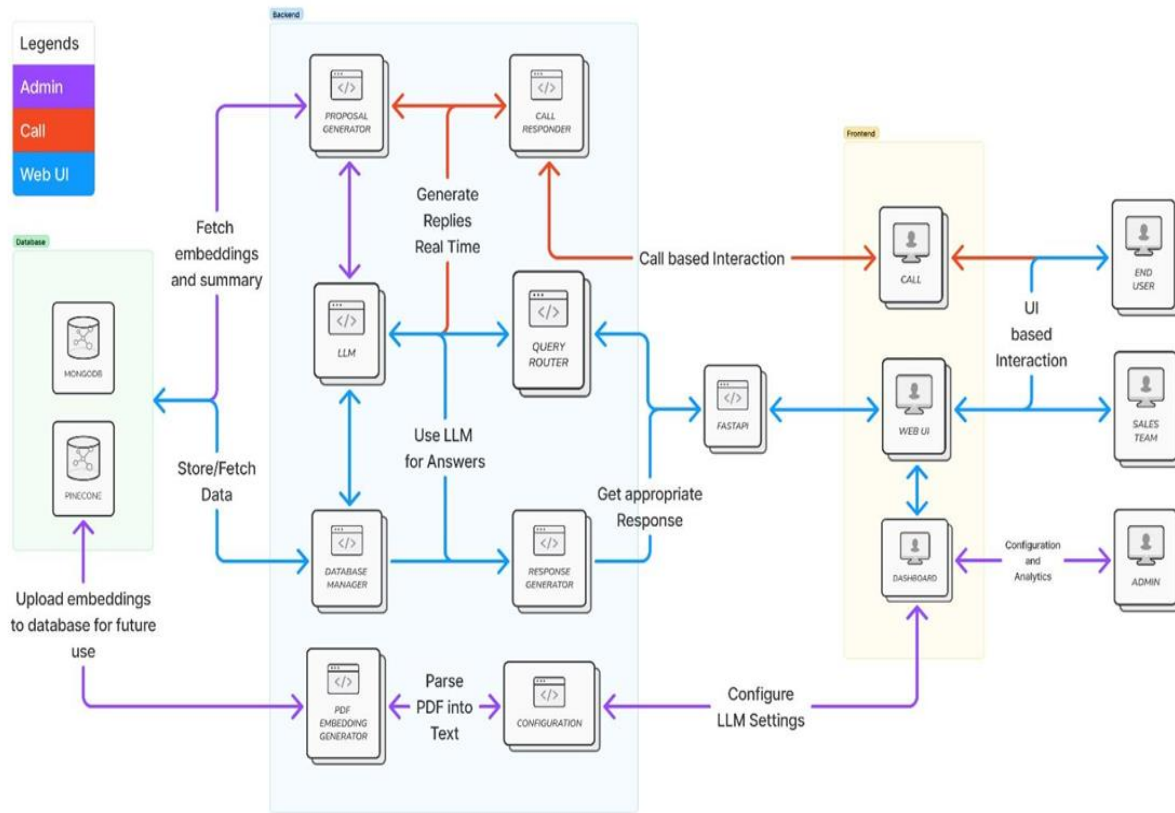 Legends
Admin
Call
Web UI
Database
MONGODB
PINECONE
Upload embeddings
to database for future
use
Fetch
embeddings
and summary
Store/Fetch
Data
Backend
PROPOSAL
GENERATOR
CALL
RESPONDER
Generate
Replies
Real Time
LLM
QUERY
ROUTER
Use LLM
for Answers
DATABASE
MANAGER
RESPONSE
GENERATOR
PDF
EMBEDDING
GENERATOR
Parse
PDF into
Text
CONFIGURATION
Call based Interaction
FASTAPI
Get appropriate
Response
Configure
LLM Settings
Frontend
CALL
WEB UI
DASHBOARD
UI
based
Interaction
Configuration
and
Analytics
END
USER
SALES
TEAM
ADMIN